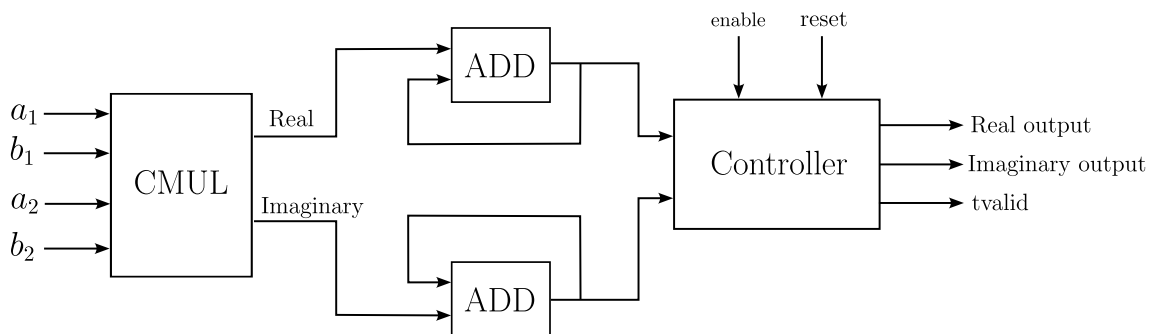 a₁
b₁
a₂
b₂
CMUL
Real
Imaginary
ADD
ADD
enable
reset
Controller
Real output
Imaginary output
tvalid